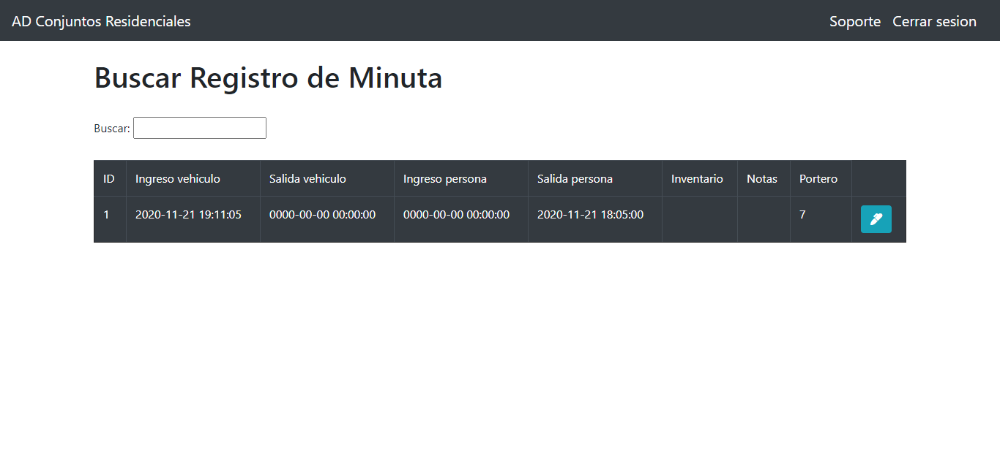 AD Conjuntos Residenciales Soporte Cerrar sesion
Buscar Registro de Minuta
Buscar:
ID Ingreso vehiculo Salida vehiculo Ingreso persona Salida persona Inventario Notas Portero
1 2020-11-21 19:11:05 0000-00-00 00:00:00 0000-00-00 00:00:00 2020-11-21 18:05:00 7